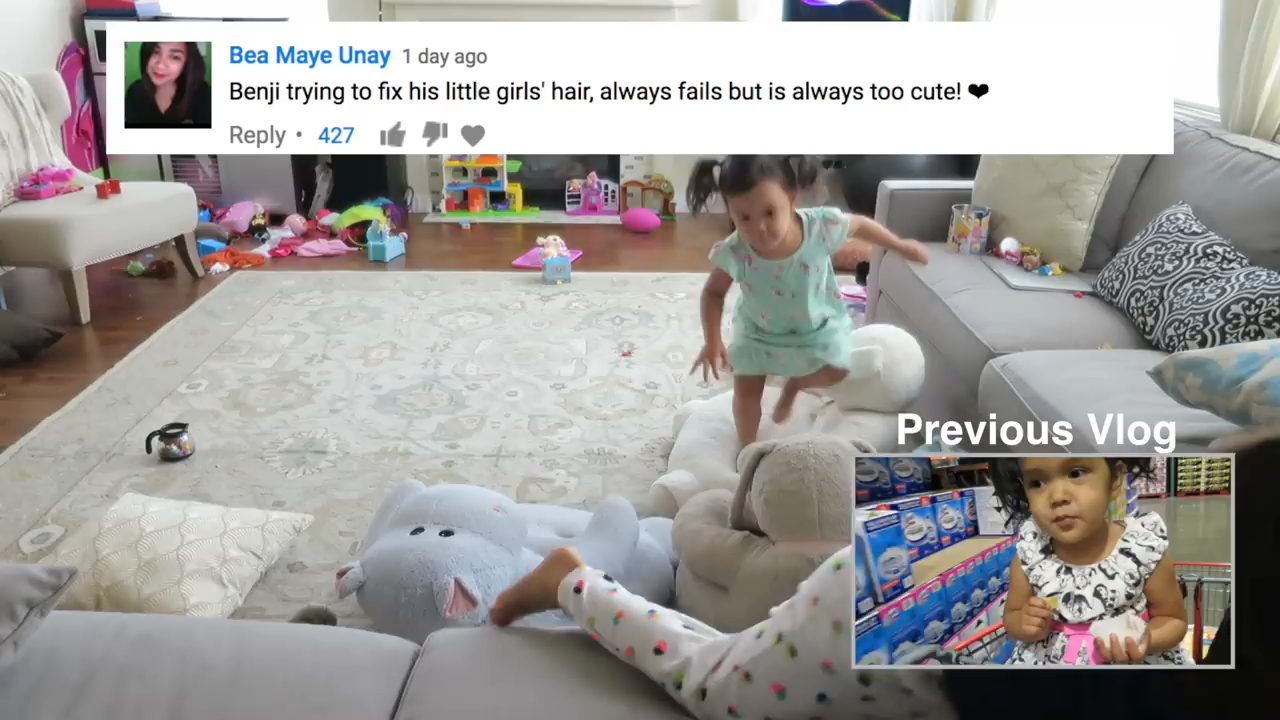 Bea Maye Unay 1 day ago
Benji trying to fix his little girls' hair, always fails but is always too cute! ❤
Reply • 427
Previous Vlog